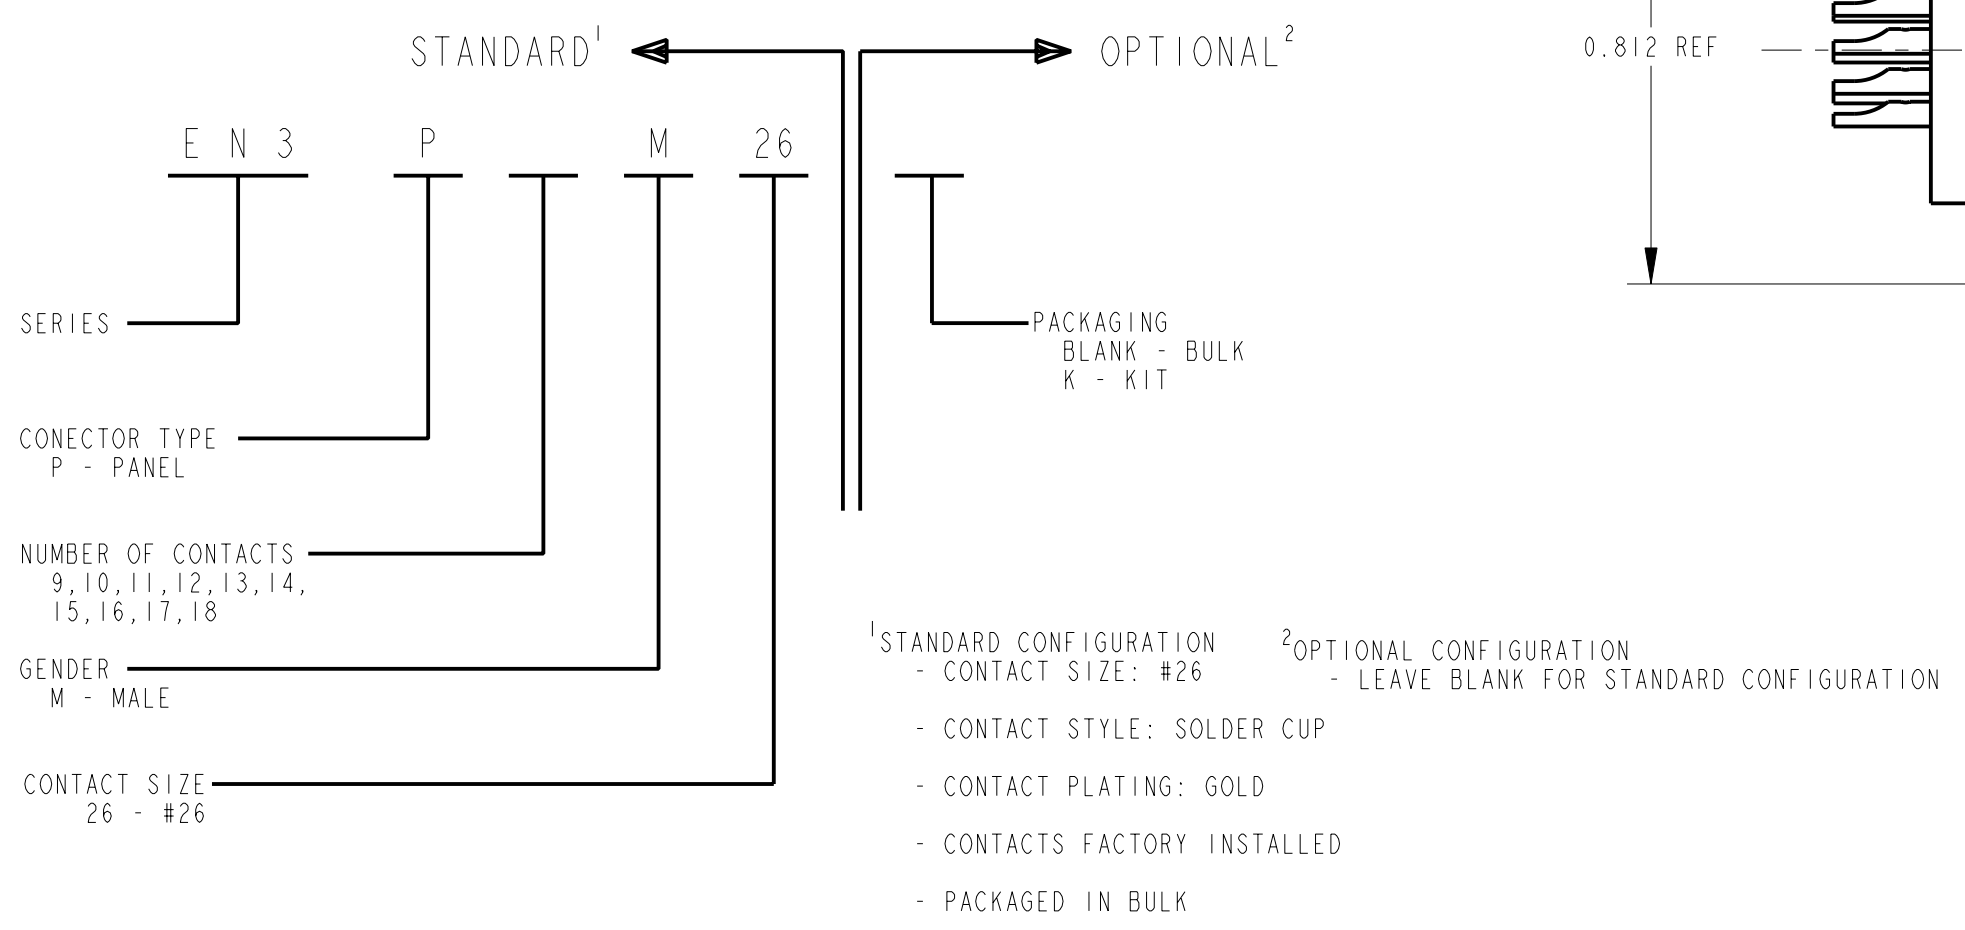 STANDARD¹ OPTIONAL²
0.812 REF
EN3 P M 26
SERIES
PACKAGING
BLANK - BULK
K - KIT
CONECTOR TYPE
P - PANEL
NUMBER OF CONTACTS
9,10,11,12,13,14,
15,16,17,18
GENDER
M - MALE
CONTACT SIZE
26 - #26
¹STANDARD CONFIGURATION
- CONTACT SIZE: #26
- CONTACT STYLE: SOLDER CUP
- CONTACT PLATING: GOLD
- CONTACTS FACTORY INSTALLED
- PACKAGED IN BULK
²OPTIONAL CONFIGURATION
- LEAVE BLANK FOR STANDARD CONFIGURATION